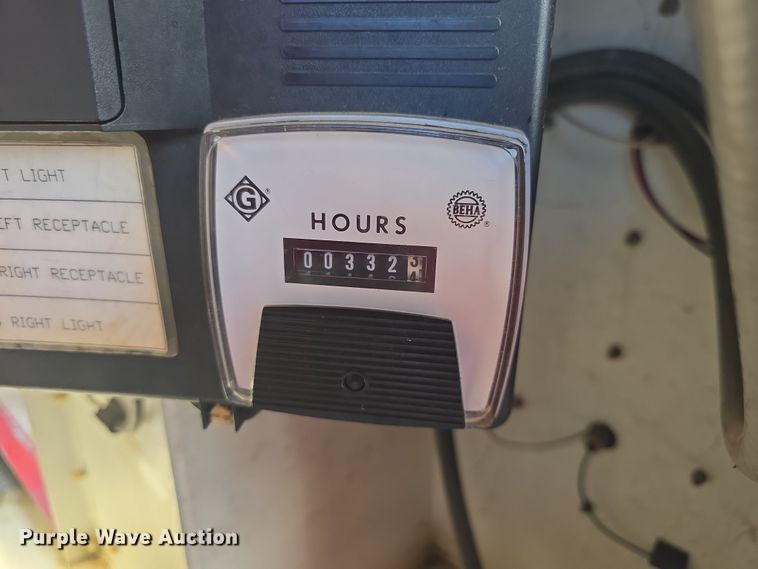 T LIGHT
EFT RECEPTACLE
RIGHT RECEPTACLE
RIGHT LIGHT
G ®
BEHA ®
HOURS
00332
Purple Wave Auction